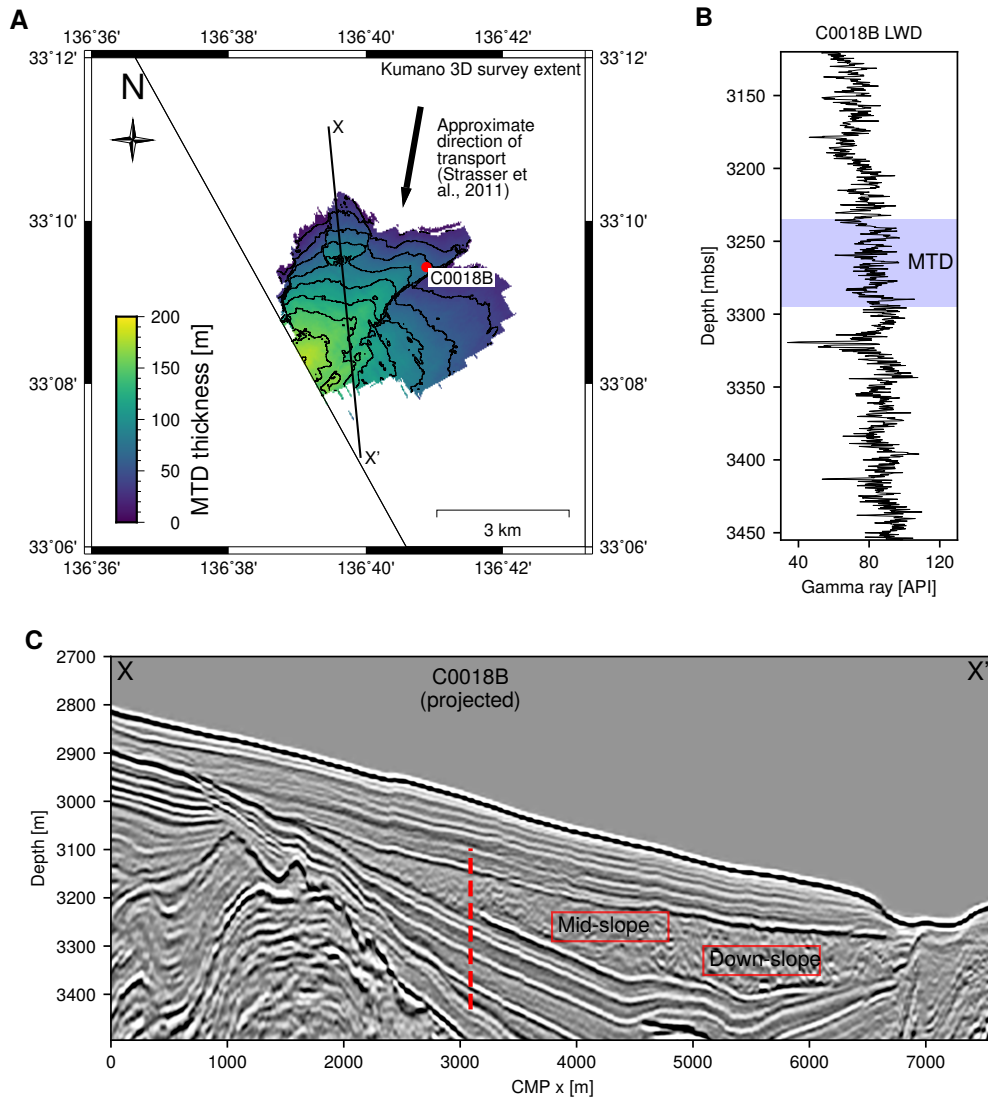 A
136˚36'
136˚38'
136˚40'
136˚42'
33˚12'
33˚12'
Kumano 3D survey extent
N
X
Approximate
direction of
transport
(Strasser et
al., 2011)
33˚10'
33˚10'
C0018B
200
150
100
50
0
MTD thickness [m]
33˚08'
33˚08'
X'
3 km
33˚06'
33˚06'
136˚36'
136˚38'
136˚40'
136˚42'
B
C0018B LWD
3150
3200
3250
3300
3350
3400
3450
Depth [mbsl]
MTD
40
80
120
Gamma ray [API]
C
2700
2800
2900
3000
3100
3200
3300
3400
Depth [m]
X
C0018B
(projected)
X'
Mid-slope
Down-slope
0
1000
2000
3000
4000
5000
6000
7000
CMP x [m]